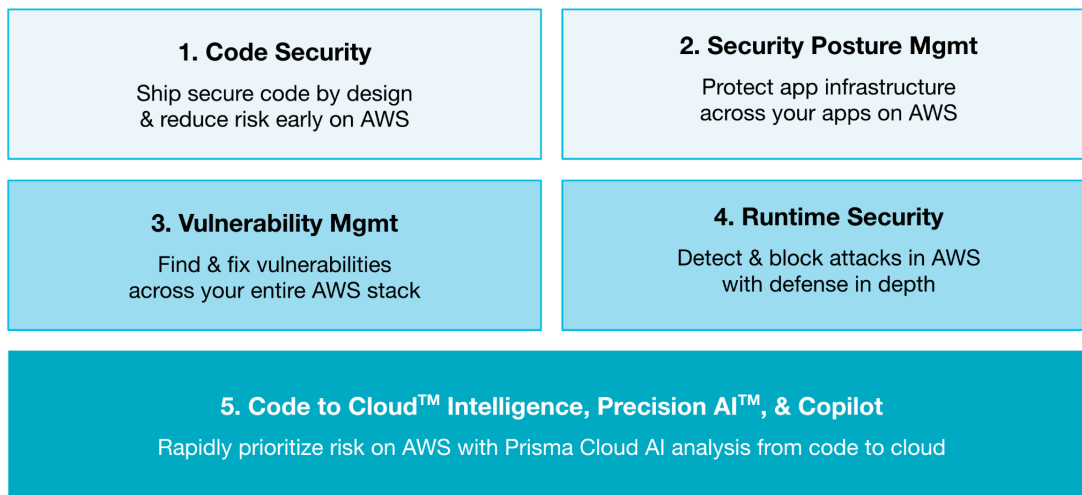 1. Code Security
Ship secure code by design
& reduce risk early on AWS
2. Security Posture Mgmt
Protect app infrastructure
across your apps on AWS
3. Vulnerability Mgmt
Find & fix vulnerabilities
across your entire AWS stack
4. Runtime Security
Detect & block attacks in AWS
with defense in depth
5. Code to Cloud™ Intelligence, Precision AI™, & Copilot
Rapidly prioritize risk on AWS with Prisma Cloud AI analysis from code to cloud